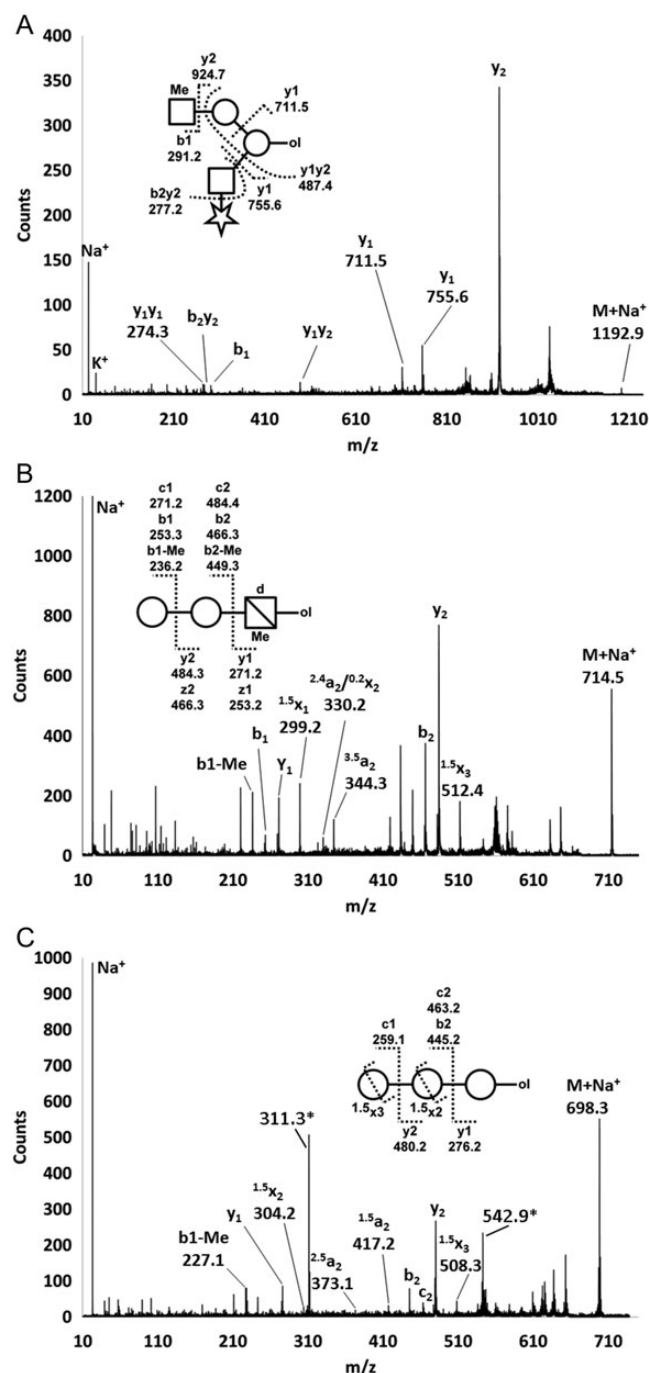 A
400
350
300
250
200
150
100
50
0
Counts
Me
y2
924.7
y1
711.5
ol
b1
291.2
y1y2
487.4
b2y2
277.2
y1
755.6
y₂
Na⁺
K⁺
y₁y₁
274.3
b₂y₂
b₁
y₁y₂
y₁
711.5
y₁
755.6
M+Na⁺
1192.9
10 210 410 610 810 1010 1210
m/z
B
1200
1000
800
600
400
200
0
Counts
Na⁺
c1
271.2
b1
253.3
b1-Me
236.2
c2
484.4
b2
466.3
b2-Me
449.3
d
Me
ol
y2
484.3
z2
466.3
y1
271.2
z1
253.2
b1-Me
b₁
y₁
¹·⁵x₁
299.2
²·⁴a₂/⁰·²x₂
330.2
³·⁵a₂
344.3
b₂
y₂
¹·⁵x₃
512.4
M+Na⁺
714.5
10 110 210 310 410 510 610 710
m/z
C
1000
900
800
700
600
500
400
300
200
100
0
Counts
Na⁺
c1
259.1
c2
463.2
b2
445.2
1.5x3
1.5x2
ol
y2
480.2
y1
276.2
b1-Me
227.1
y₁
¹·⁵x₂
304.2
311.3*
²·⁵a₂
373.1
¹·⁵a₂
417.2
b₂
c₂
y₂
¹·⁵x₃
508.3
542.9*
M+Na⁺
698.3
10 110 210 310 410 510 610 710
m/z